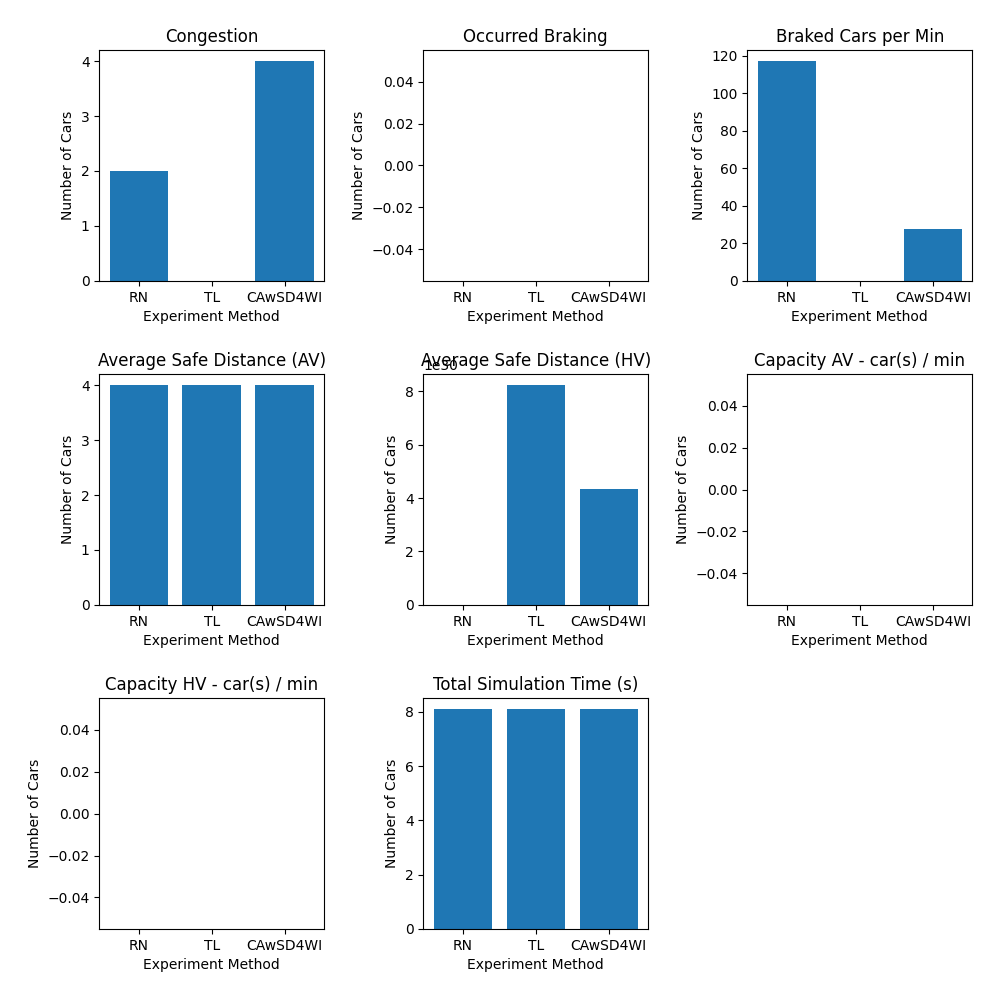 Congestion
Number of Cars
4
3
2
1
0
RN TL CAwSD4WI
Experiment Method
Occurred Braking
Number of Cars
0.04
0.02
0.00
−0.02
−0.04
RN TL CAwSD4WI
Experiment Method
Braked Cars per Min
Number of Cars
120
100
80
60
40
20
0
RN TL CAwSD4WI
Experiment Method
Average Safe Distance (AV)
Number of Cars
4
3
2
1
0
RN TL CAwSD4WI
Experiment Method
Average Safe Distance (HV)
Number of Cars
8
6
4
2
0
RN TL CAwSD4WI
Experiment Method
Capacity AV - car(s) / min
Number of Cars
0.04
0.02
0.00
−0.02
−0.04
RN TL CAwSD4WI
Experiment Method
Capacity HV - car(s) / min
Number of Cars
0.04
0.02
0.00
−0.02
−0.04
RN TL CAwSD4WI
Experiment Method
Total Simulation Time (s)
Number of Cars
8
6
4
2
0
RN TL CAwSD4WI
Experiment Method